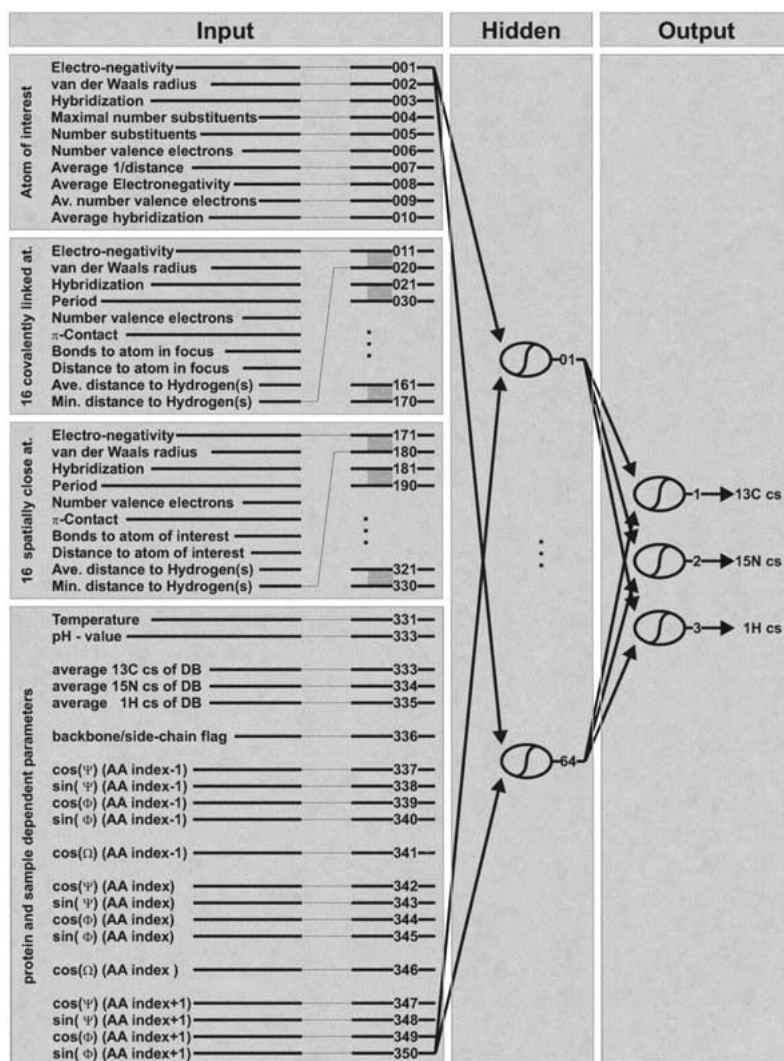 Input Hidden Output
Atom of interest
Electro-negativity 001
van der Waals radius 002
Hybridization 003
Maximal number substituents 004
Number substituents 005
Number valence electrons 006
Average 1/distance 007
Average Electronegativity 008
Av. number valence electrons 009
Average hybridization 010
16 covalently linked at.
Electro-negativity 011
van der Waals radius 020
Hybridization 021
Period 030
Number valence electrons
π-Contact
Bonds to atom in focus
Distance to atom in focus
Ave. distance to Hydrogen(s) 161
Min. distance to Hydrogen(s) 170
16 spatially close at.
Electro-negativity 171
van der Waals radius 180
Hybridization 181
Period 190
Number valence electrons
π-Contact
Bonds to atom of interest
Distance to atom of interest
Ave. distance to Hydrogen(s) 321
Min. distance to Hydrogen(s) 330
protein and sample dependent parameters
Temperature 331
pH - value 333
average 13C cs of DB 333
average 15N cs of DB 334
average 1H cs of DB 335
backbone/side-chain flag 336
cos(Ψ) (AA index-1) 337
sin( Ψ) (AA index-1) 338
cos(Φ) (AA index-1) 339
sin( Φ) (AA index-1) 340
cos(Ω) (AA index-1) 341
cos(Ψ) (AA index) 342
sin( Ψ) (AA index) 343
cos(Φ) (AA index) 344
sin( Φ) (AA index) 345
cos(Ω) (AA index ) 346
cos(Ψ) (AA index+1) 347
sin( Ψ) (AA index+1) 348
cos(Φ) (AA index+1) 349
sin( Φ) (AA index+1) 350
01
64
1 13C cs
2 15N cs
3 1H cs